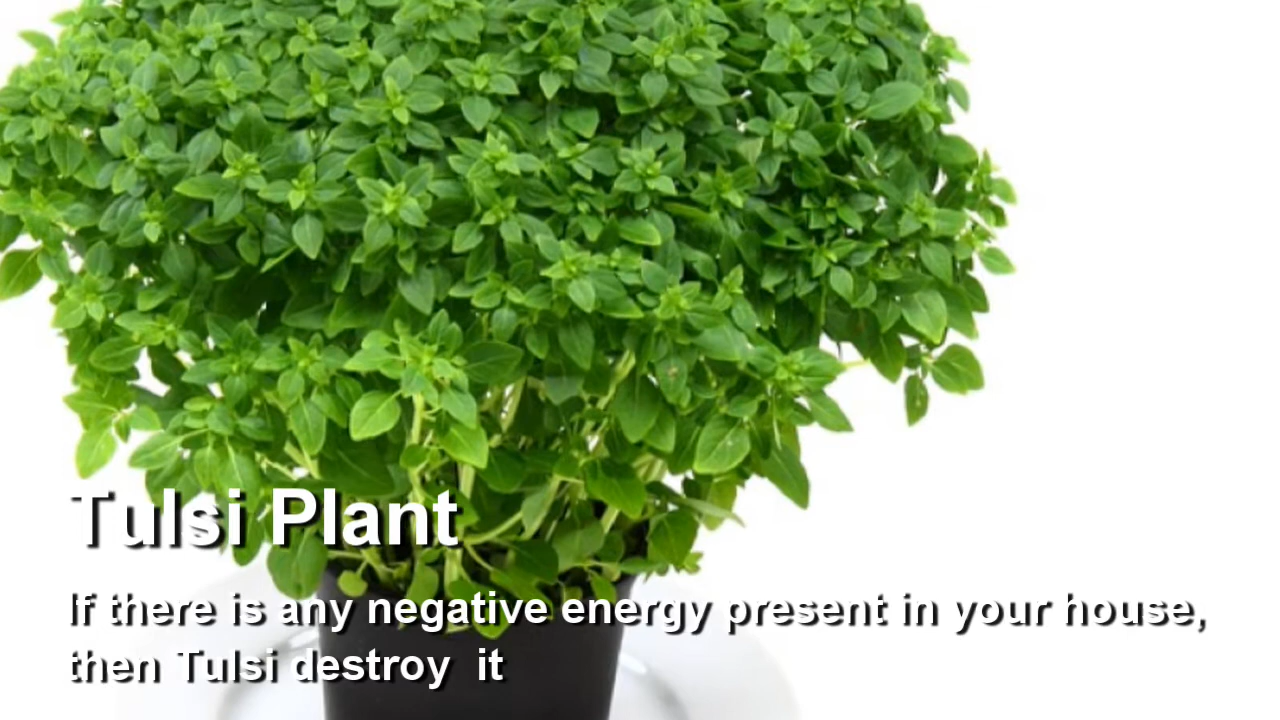 Tulsi Plant
If there is any negative energy present in your house,
then Tulsi destroy  it